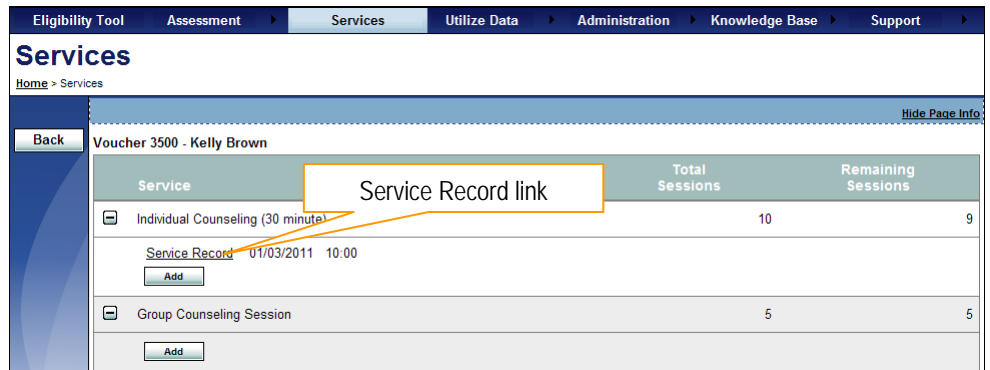 Eligibility Tool Assessment Services Utilize Data Administration Knowledge Base Support
Services
Home > Services
Hide Page Info
Back
Voucher 3500 - Kelly Brown
Service Total Sessions Remaining Sessions
Service Record link
Individual Counseling (30 minute) 10 9
Service Record 01/03/2011 10:00
Add
Group Counseling Session 5 5
Add